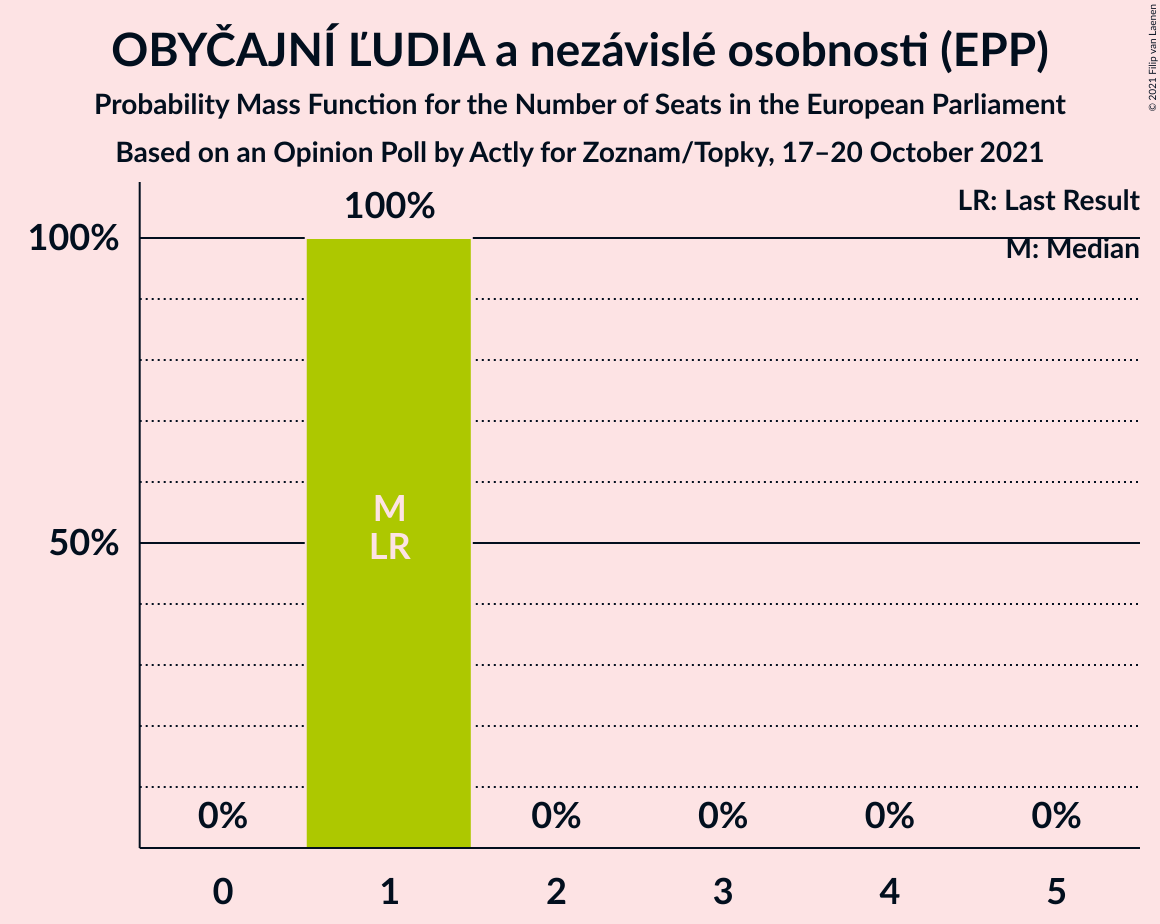 OBYČAJNÍ ĽUDIA a nezávislé osobnosti (EPP)
Probability Mass Function for the Number of Seats in the European Parliament
Based on an Opinion Poll by Actly for Zoznam/Topky, 17–20 October 2021
© 2021 Filip van Laenen
LR: Last Result
M: Median
100%
100%
50%
M
LR
0%
0%
0%
0%
0%
0
1
2
3
4
5